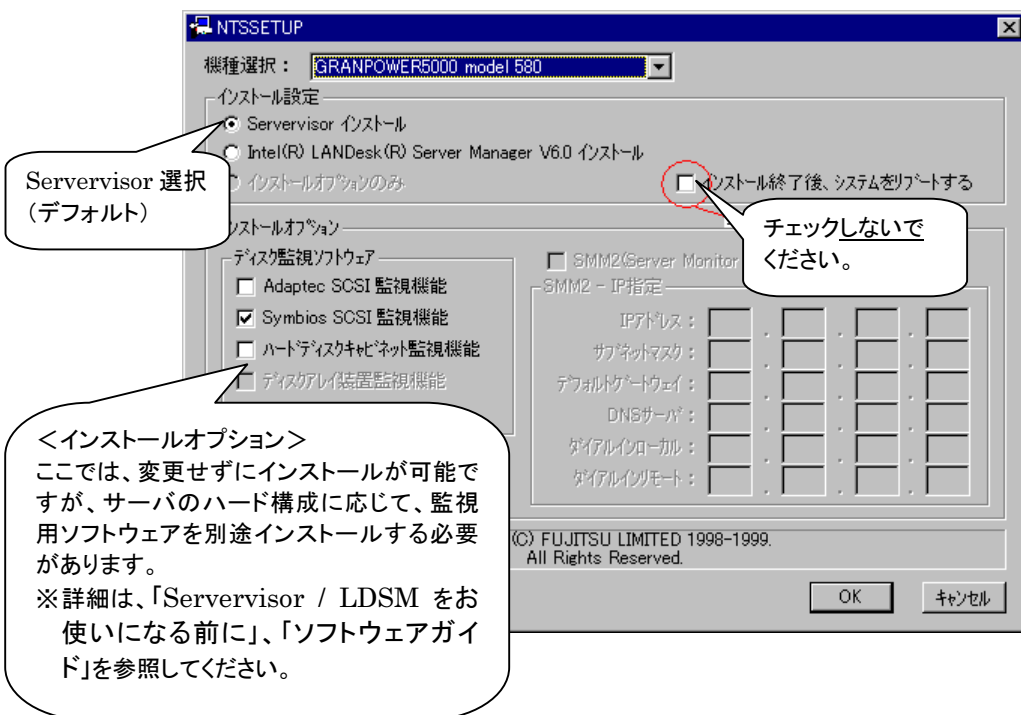 NTSSETUP
機種選択： GRANPOWER5000 model 580
インストール設定
Servervisor インストール
Intel(R) LANDesk(R) Server Manager V6.0 インストール
インストールオプションのみ
インストール終了後、システムをリブートする
Servervisor 選択
（デフォルト）
チェックしないで
ください。
ンストールオプション
ディスク監視ソフトウェア
Adaptec SCSI 監視機能
Symbios SCSI 監視機能
ハードディスクキャビネット監視機能
ディスクアレイ装置監視機能
SMM2(Server Monitor
SMM2 - IP指定
IPアドレス：
サブネットマスク：
デフォルトゲートウェイ：
DNSサーバ：
ダイアルインローカル：
ダイアルインリモート：
＜インストールオプション＞
ここでは、変更せずにインストールが可能で
すが、サーバのハード構成に応じて、監視
用ソフトウェアを別途インストールする必要
があります。
※詳細は、「Servervisor / LDSM をお
使いになる前に」、「ソフトウェアガイ
ド」を参照してください。
(C) FUJITSU LIMITED 1998-1999.
All Rights Reserved.
OK
キャンセル